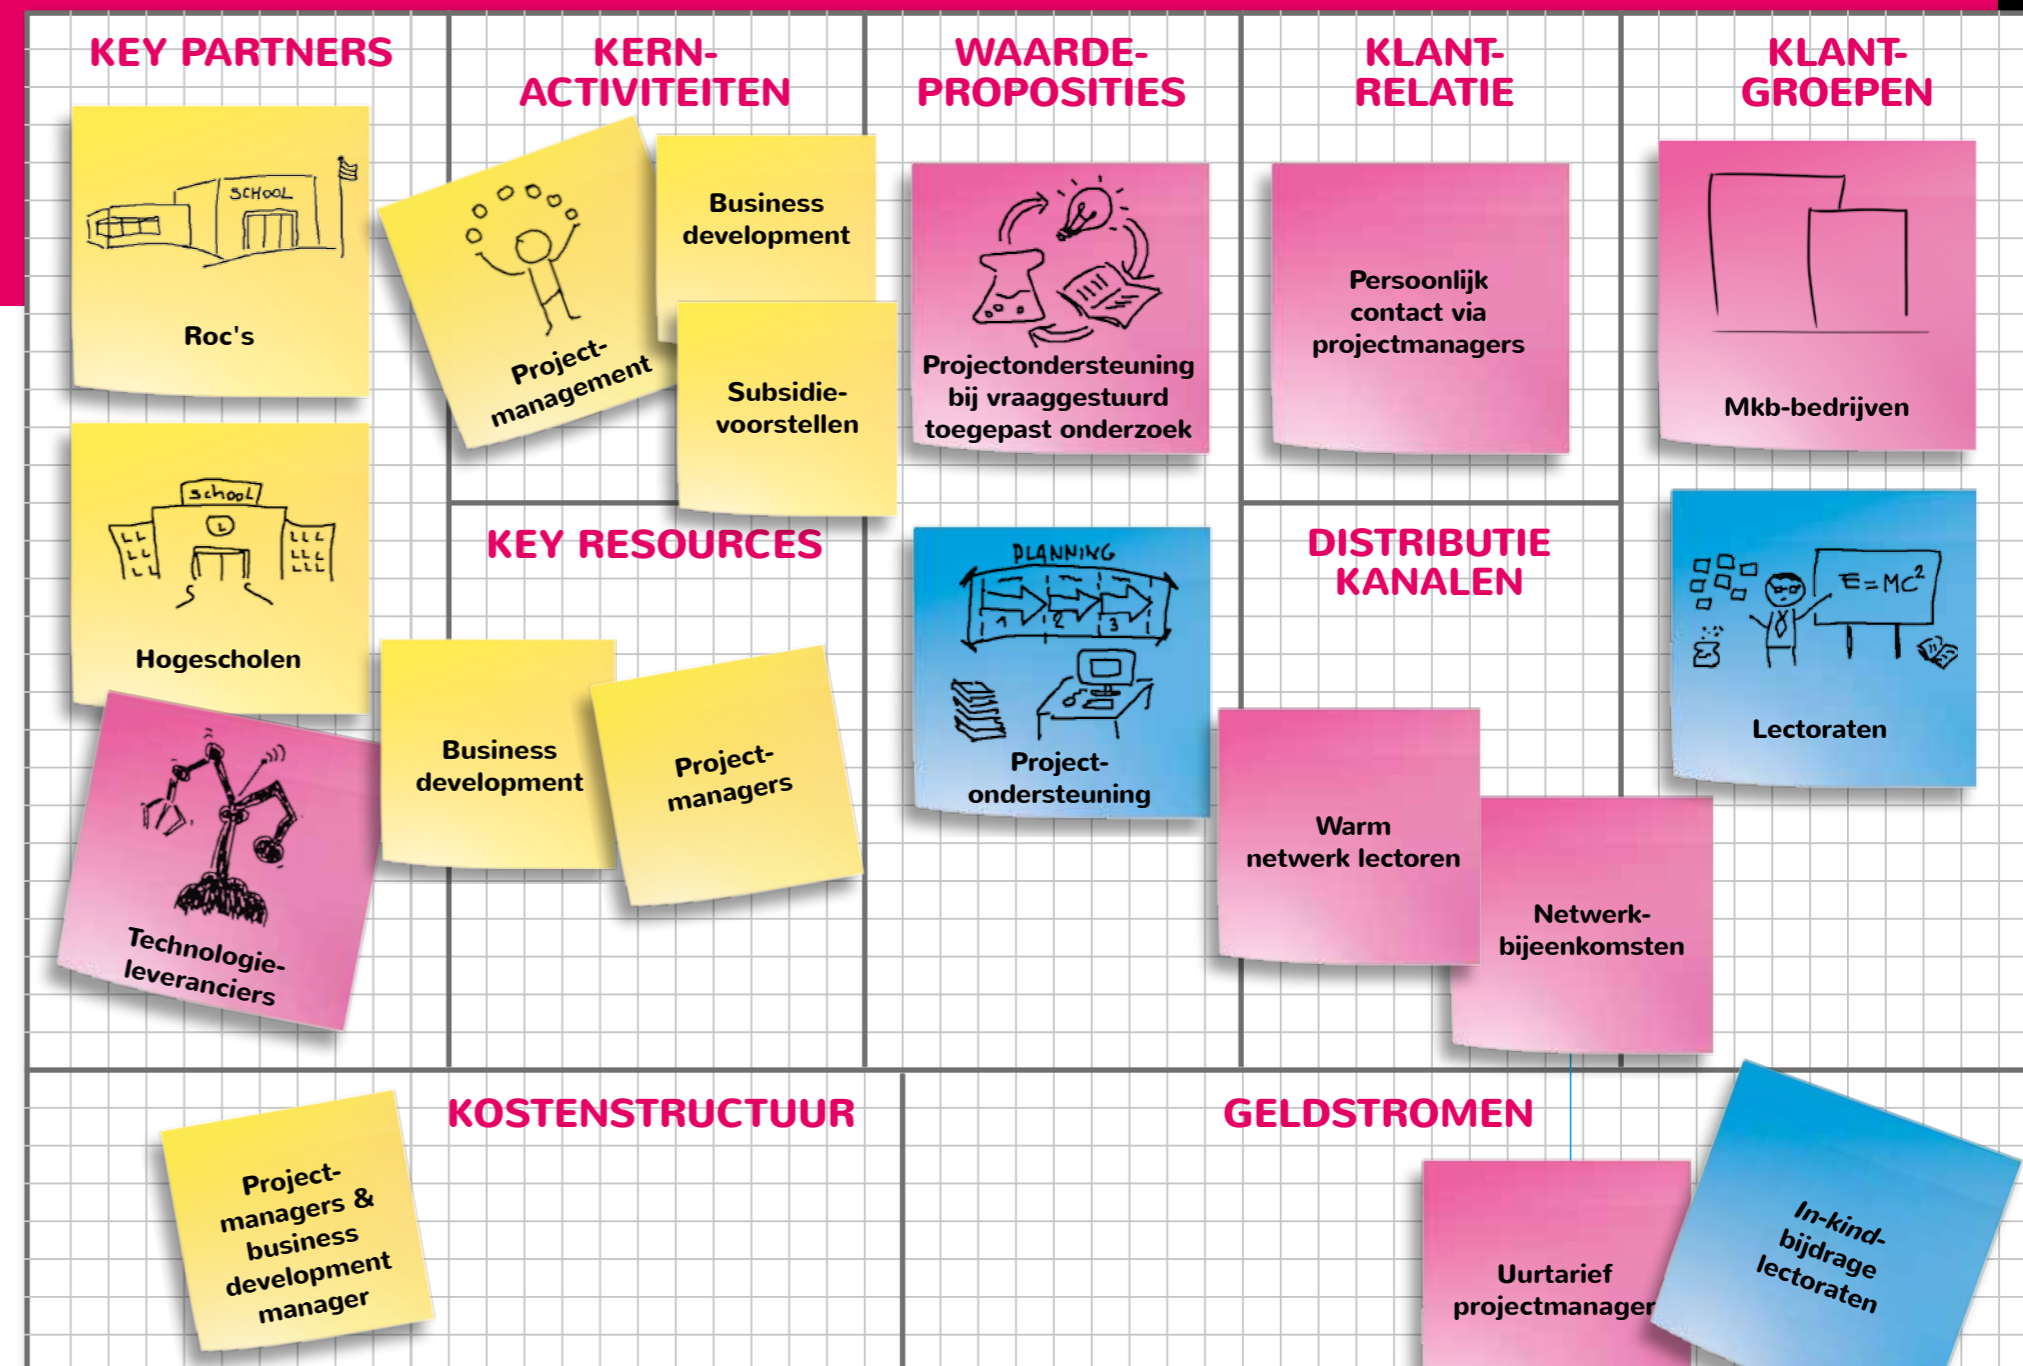 KEY PARTNERS
SCHOOL
Roc's
School
Hogescholen
Technologie-
leveranciers
KERN-
ACTIVITEITEN
Project-
management
Business
development
Subsidie-
voorstellen
KEY RESOURCES
Business
development
Project-
managers
WAARDE-
PROPOSITIES
Projectondersteuning
bij vraaggestuurd
toegepast onderzoek
PLANNING
1 2 3
Project-
ondersteuning
KLANT-
RELATIE
Persoonlijk
contact via
projectmanagers
DISTRIBUTIE
KANALEN
Warm
netwerk lectoren
Netwerk-
bijeenkomsten
KLANT-
GROEPEN
Mkb-bedrijven
E=MC²
Lectoraten
KOSTENSTRUCTUUR
Project-
managers &
business
development
manager
GELDSTROMEN
Uurtarief
projectmanager
In-kind-
bijdrage
lectoraten